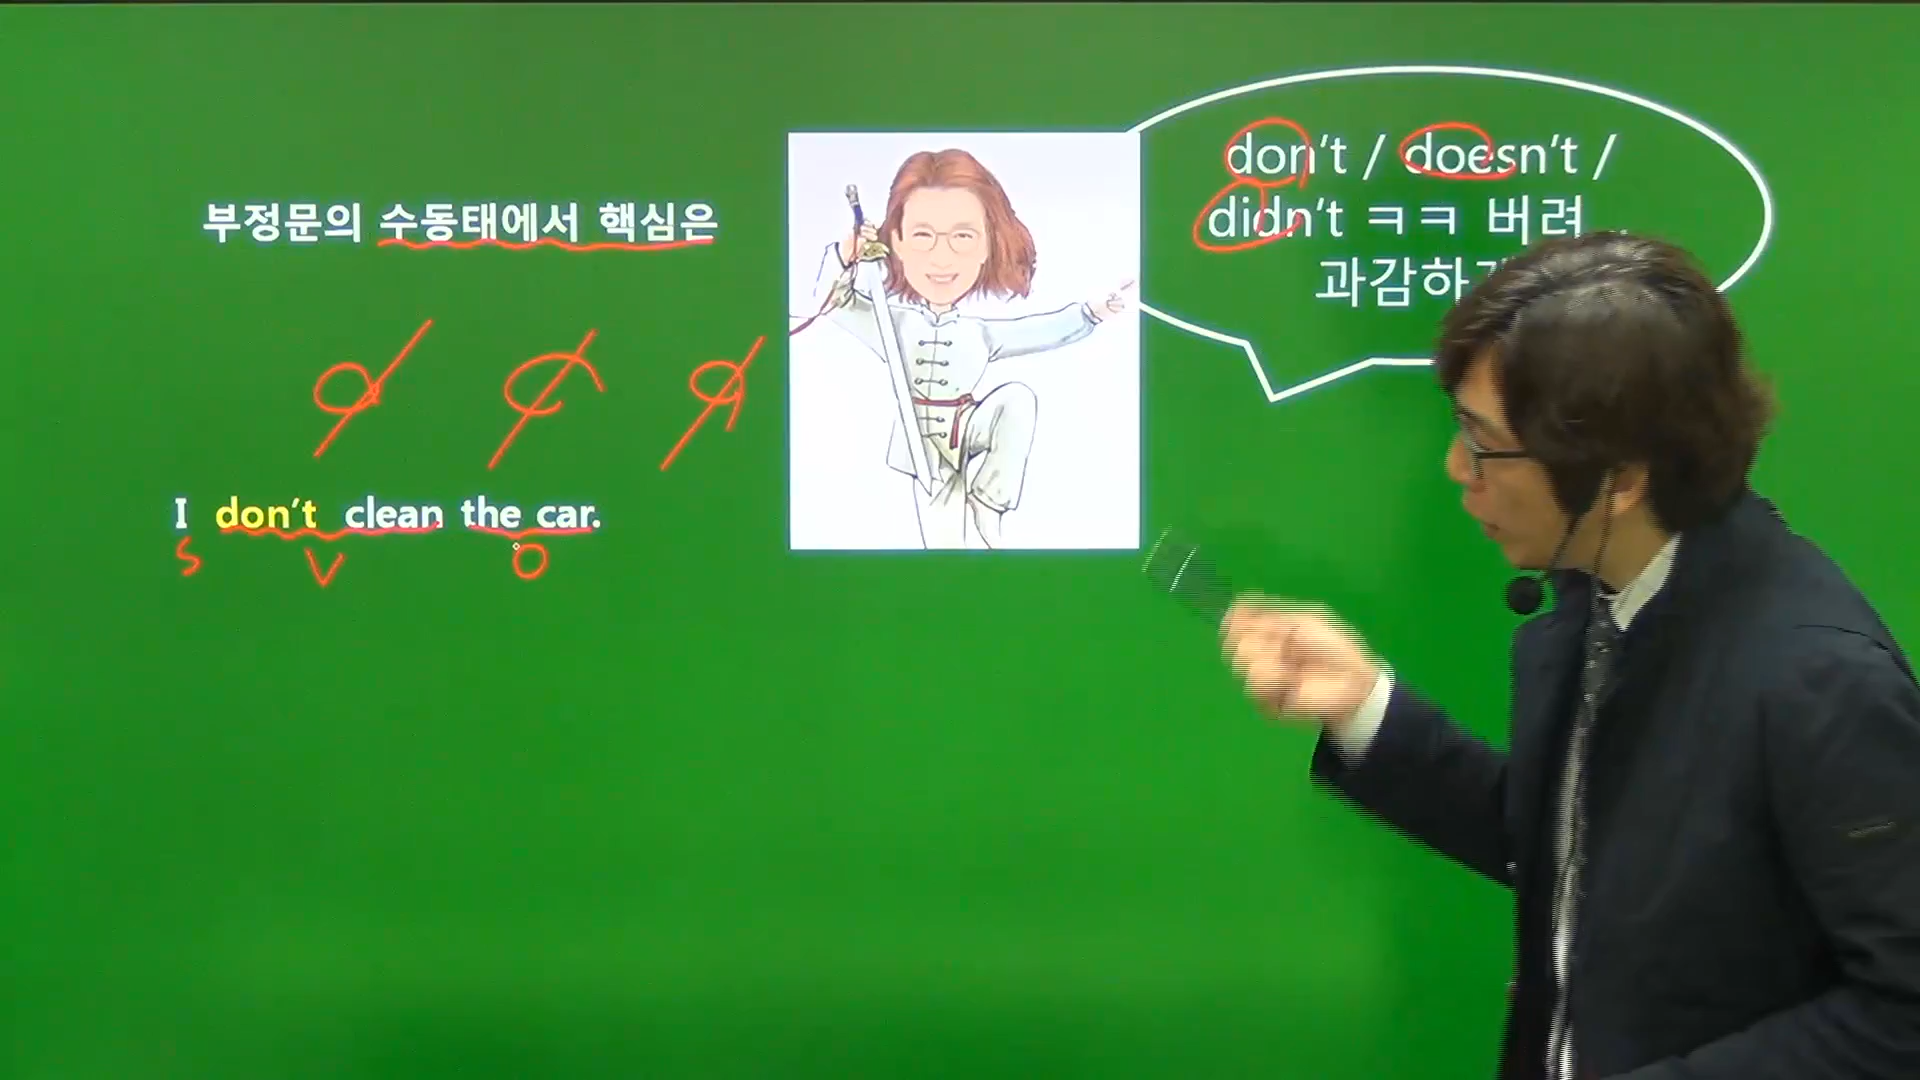 부정문의 수동태에서 핵심은
don't / doesn't /
didn't ㅋㅋ 버려
과감하
I don't clean the car.
S V O